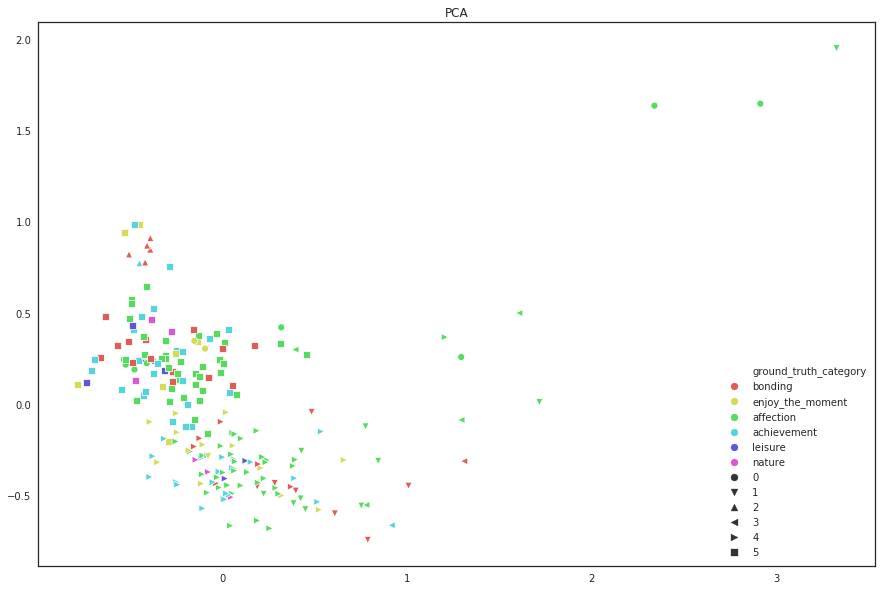 PCA
2.0
1.5
1.0
0.5
0.0
−0.5
0
1
2
3
ground_truth_category
bonding
enjoy_the_moment
affection
achievement
leisure
nature
0
1
2
3
4
5